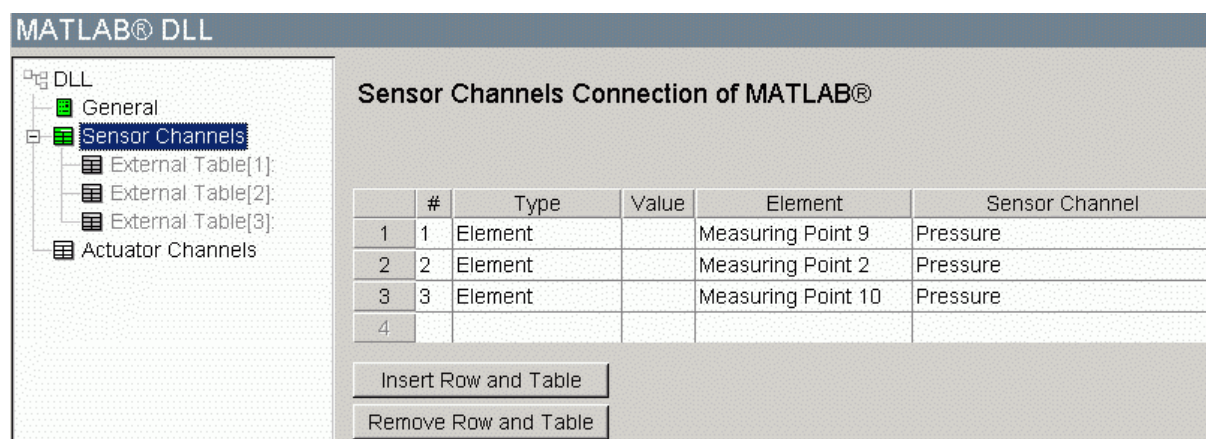 MATLAB® DLL
DLL
General
Sensor Channels
External Table[1]:
External Table[2]:
External Table[3]:
Actuator Channels
Sensor Channels Connection of MATLAB®
# Type Value Element Sensor Channel
1 1 Element Measuring Point 9 Pressure
2 2 Element Measuring Point 2 Pressure
3 3 Element Measuring Point 10 Pressure
4
Insert Row and Table
Remove Row and Table